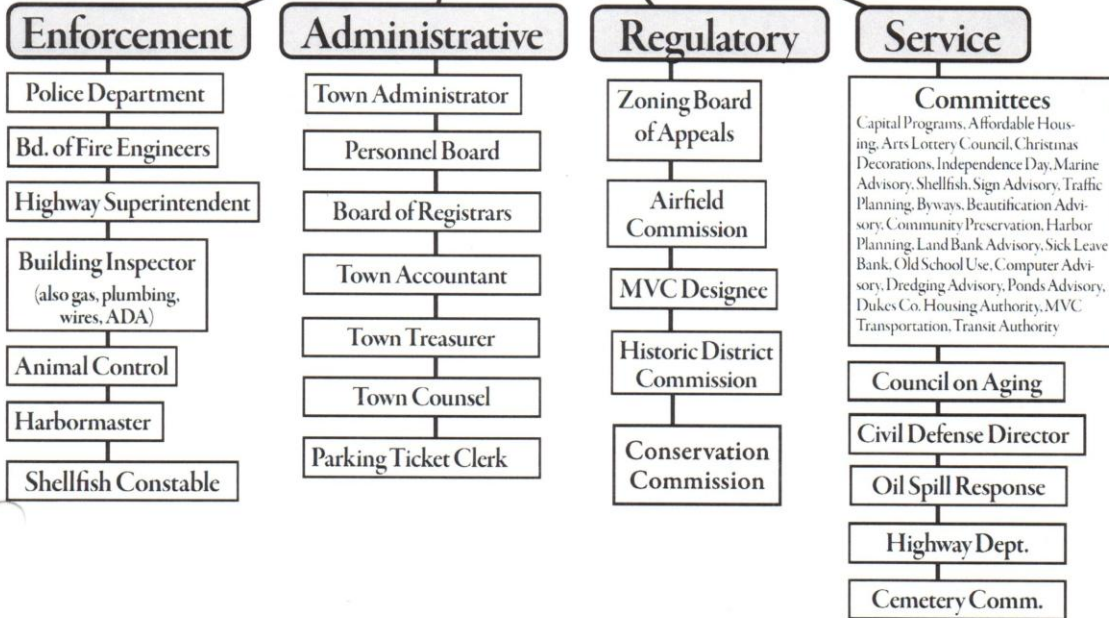 Enforcement
Police Department
Bd. of Fire Engineers
Highway Superintendent
Building Inspector
(also gas, plumbing,
wires, ADA)
Animal Control
Harbormaster
Shellfish Constable
Administrative
Town Administrator
Personnel Board
Board of Registrars
Town Accountant
Town Treasurer
Town Counsel
Parking Ticket Clerk
Regulatory
Zoning Board
of Appeals
Airfield
Commission
MVC Designee
Historic District
Commission
Conservation
Commission
Service
Committees
Capital Programs, Affordable Hous-
ing, Arts Lottery Council, Christmas
Decorations, Independence Day, Marine
Advisory, Shellfish, Sign Advisory, Traffic
Planning, Byways, Beautification Advi-
sory, Community Preservation, Harbor
Planning, Land Bank Advisory, Sick Leave
Bank, Old School Use, Computer Advi-
sory, Dredging Advisory, Ponds Advisory,
Dukes Co. Housing Authority, MVC
Transportation, Transit Authority
Council on Aging
Civil Defense Director
Oil Spill Response
Highway Dept.
Cemetery Comm.